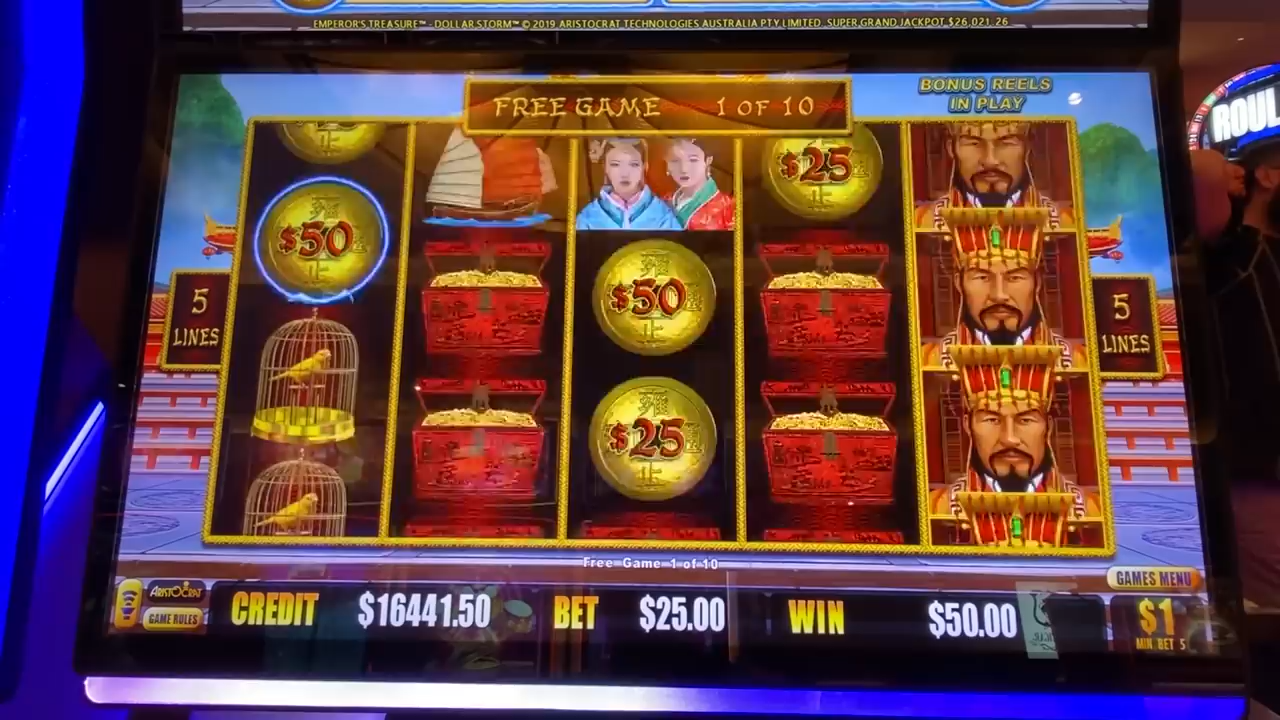 EMPEROR'S TREASURE™ - DOLLAR STORM™ © 2019 ARISTOCRAT TECHNOLOGIES AUSTRALIA PTY LIMITED. SUPER GRAND JACKPOT $26,021.26
FREE GAME 1 OF 10
BONUS REELS
IN PLAY
ROUL
$25
$50
$50
$25
5
LINES
5
LINES
Free Game 1 of 10
GAMES MENU
ARISTOCRAT
GAME RULES
CREDIT $16441.50 BET $25.00 WIN $50.00
$1
MIN BET 5